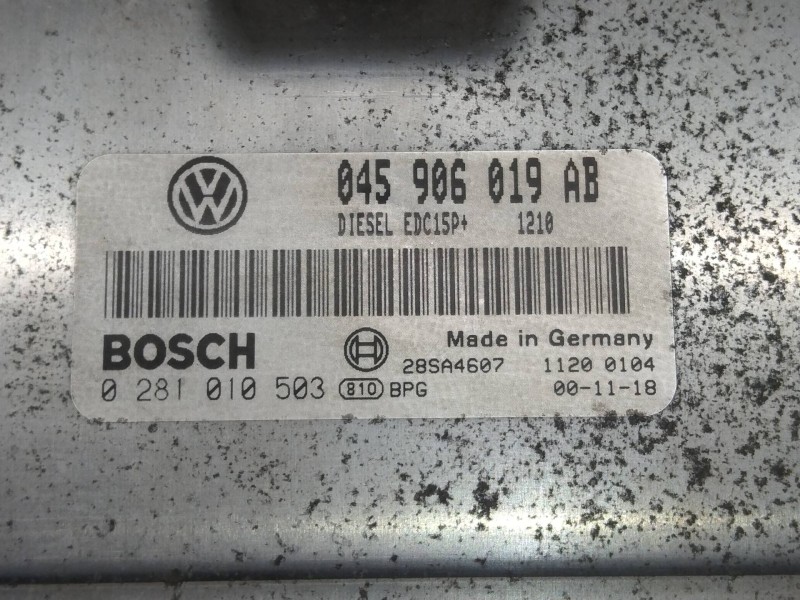 045 906 019 AB
DIESEL EDC15P+ 1210
BOSCH
Made in Germany
28SA4607 1120 0104
0 281 010 503 810 BPG 00-11-18